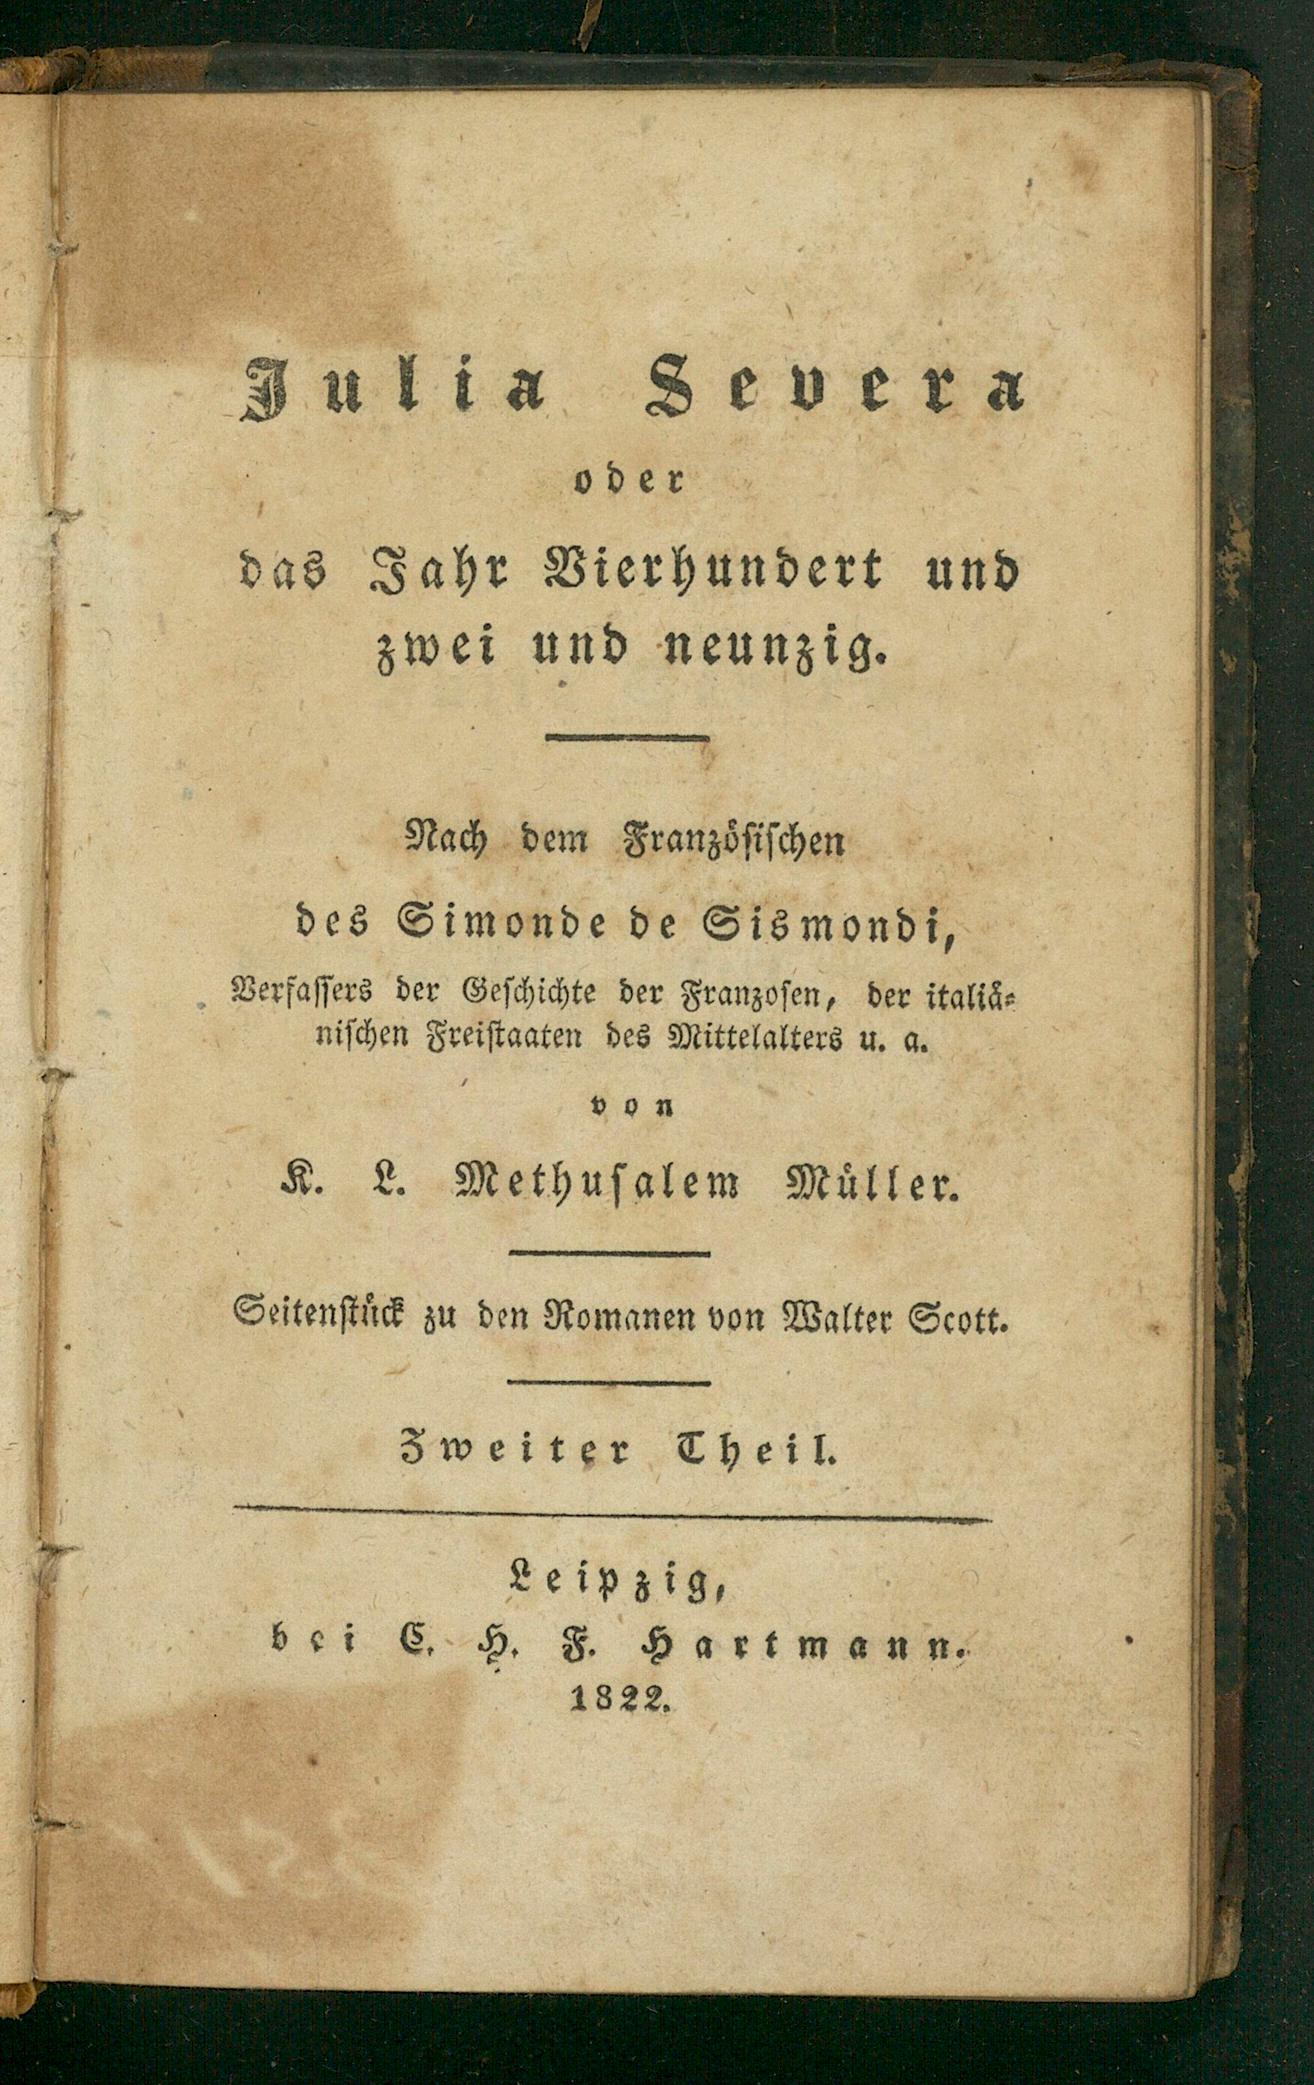 Julia Severa
oder
das Jahr Vierhundert und
zwei und neunzig.
Nach dem Französischen
des Simonde de Sismondi,
Verfassers der Geschichte der Franzosen, der italiä-
nischen Freistaaten des Mittelalters u. a.
von
K. L. Methusalem Müller.
Seitenstück zu den Romanen von Walter Scott.
Zweiter Theil.
Leipzig,
bei C. H. F. Hartmann.
1822.